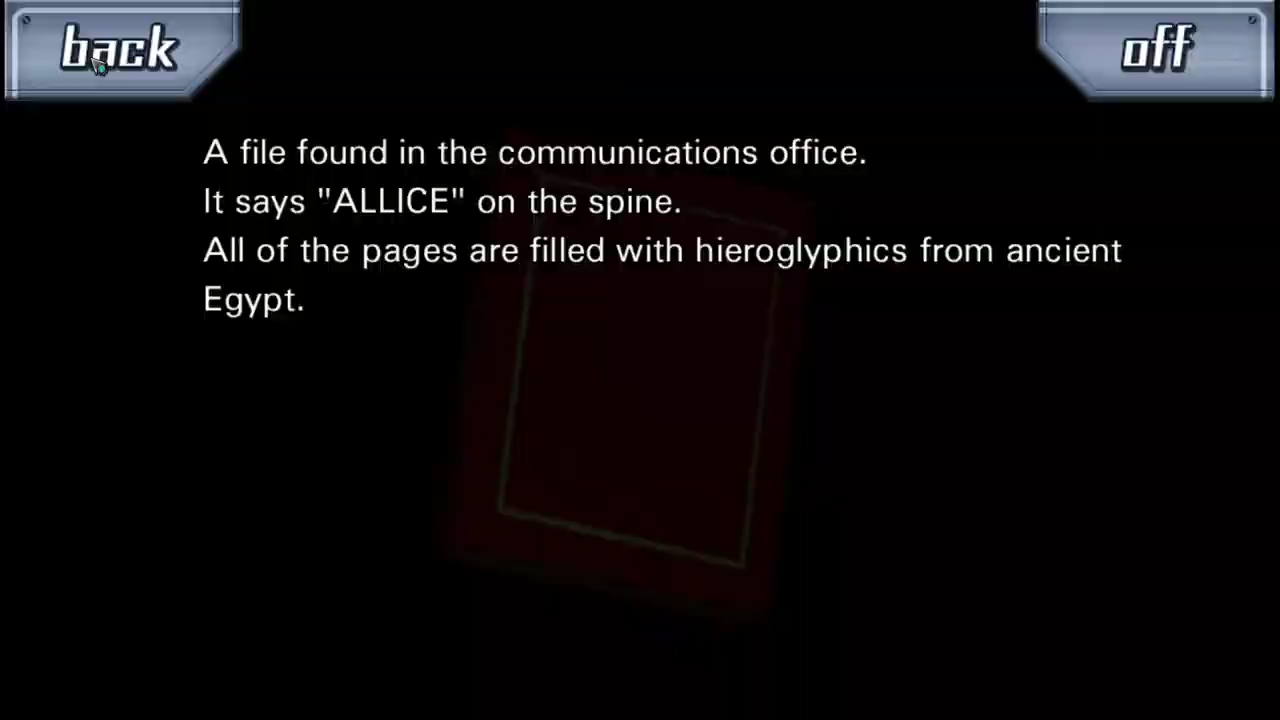 back
off
A file found in the communications office.
It says "ALLICE" on the spine.
All of the pages are filled with hieroglyphics from ancient
Egypt.